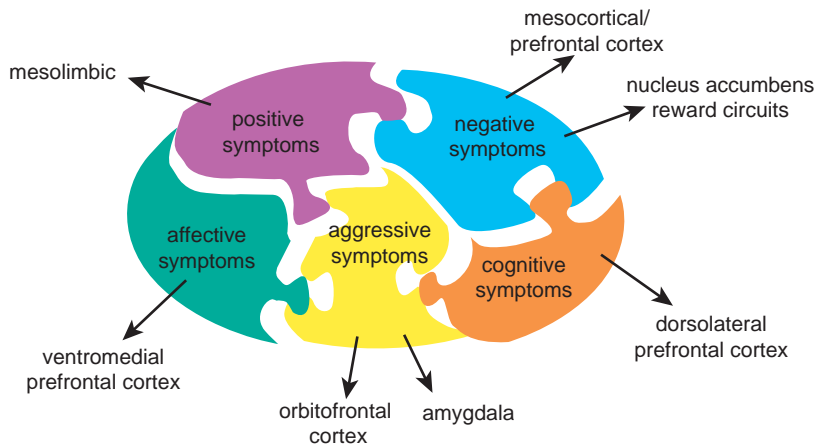 mesocortical/
prefrontal cortex
mesolimbic
nucleus accumbens
reward circuits
positive
symptoms
negative
symptoms
affective
symptoms
aggressive
symptoms
cognitive
symptoms
ventromedial
prefrontal cortex
dorsolateral
prefrontal cortex
orbitofrontal
cortex
amygdala